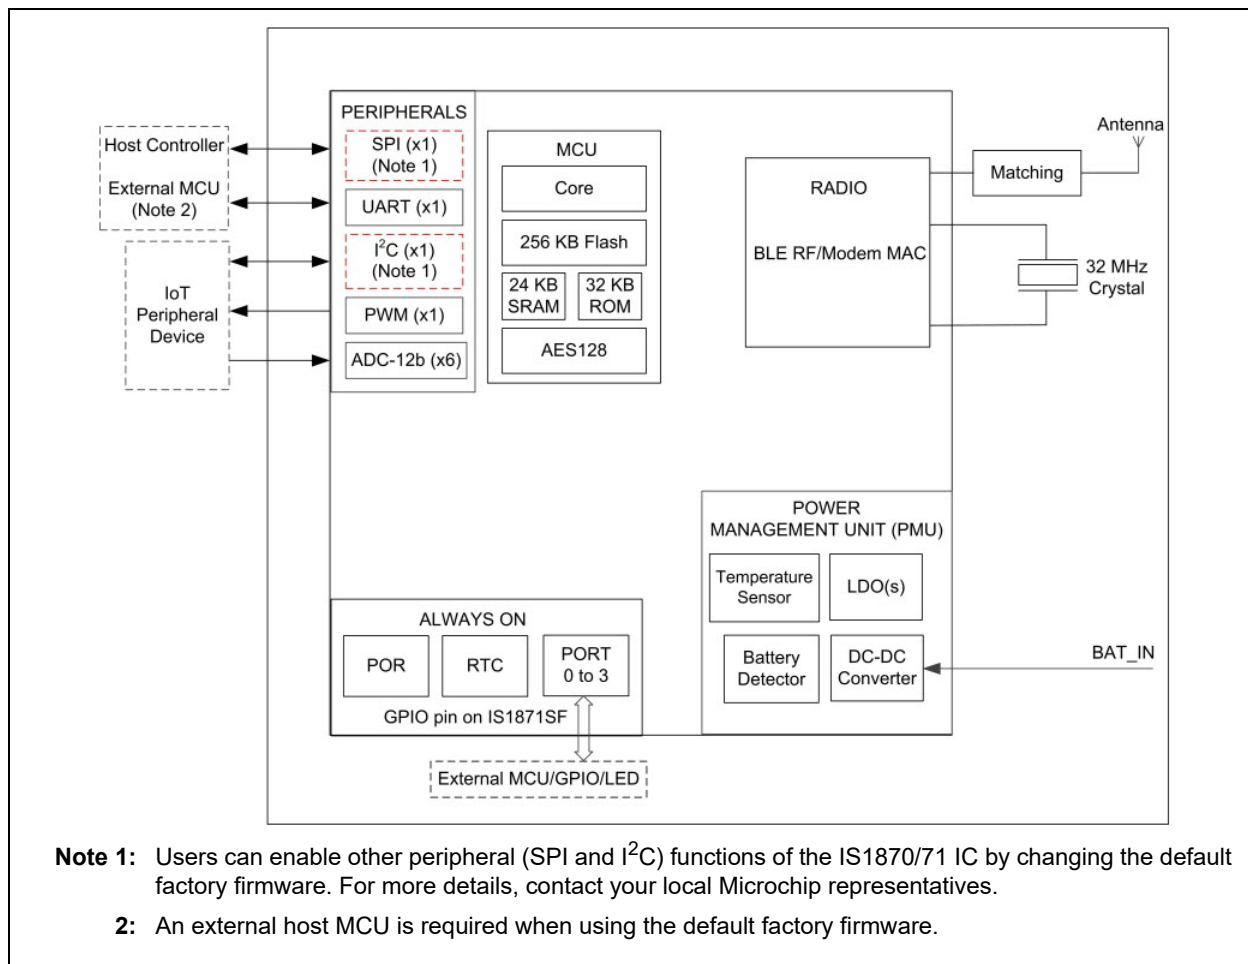 PERIPHERALS
Host Controller
External MCU
(Note 2)
IoT
Peripheral
Device
SPI (x1)
(Note 1)
UART (x1)
I²C (x1)
(Note 1)
PWM (x1)
ADC-12b (x6)
MCU
Core
256 KB Flash
24 KB
SRAM
32 KB
ROM
AES128
RADIO
BLE RF/Modem MAC
Matching
Antenna
32 MHz
Crystal
POWER
MANAGEMENT UNIT (PMU)
Temperature
Sensor
LDO(s)
Battery
Detector
DC-DC
Converter
BAT_IN
ALWAYS ON
POR
RTC
PORT
0 to 3
GPIO pin on IS1871SF
External MCU/GPIO/LED
Note 1: Users can enable other peripheral (SPI and I²C) functions of the IS1870/71 IC by changing the default
factory firmware. For more details, contact your local Microchip representatives.
2: An external host MCU is required when using the default factory firmware.